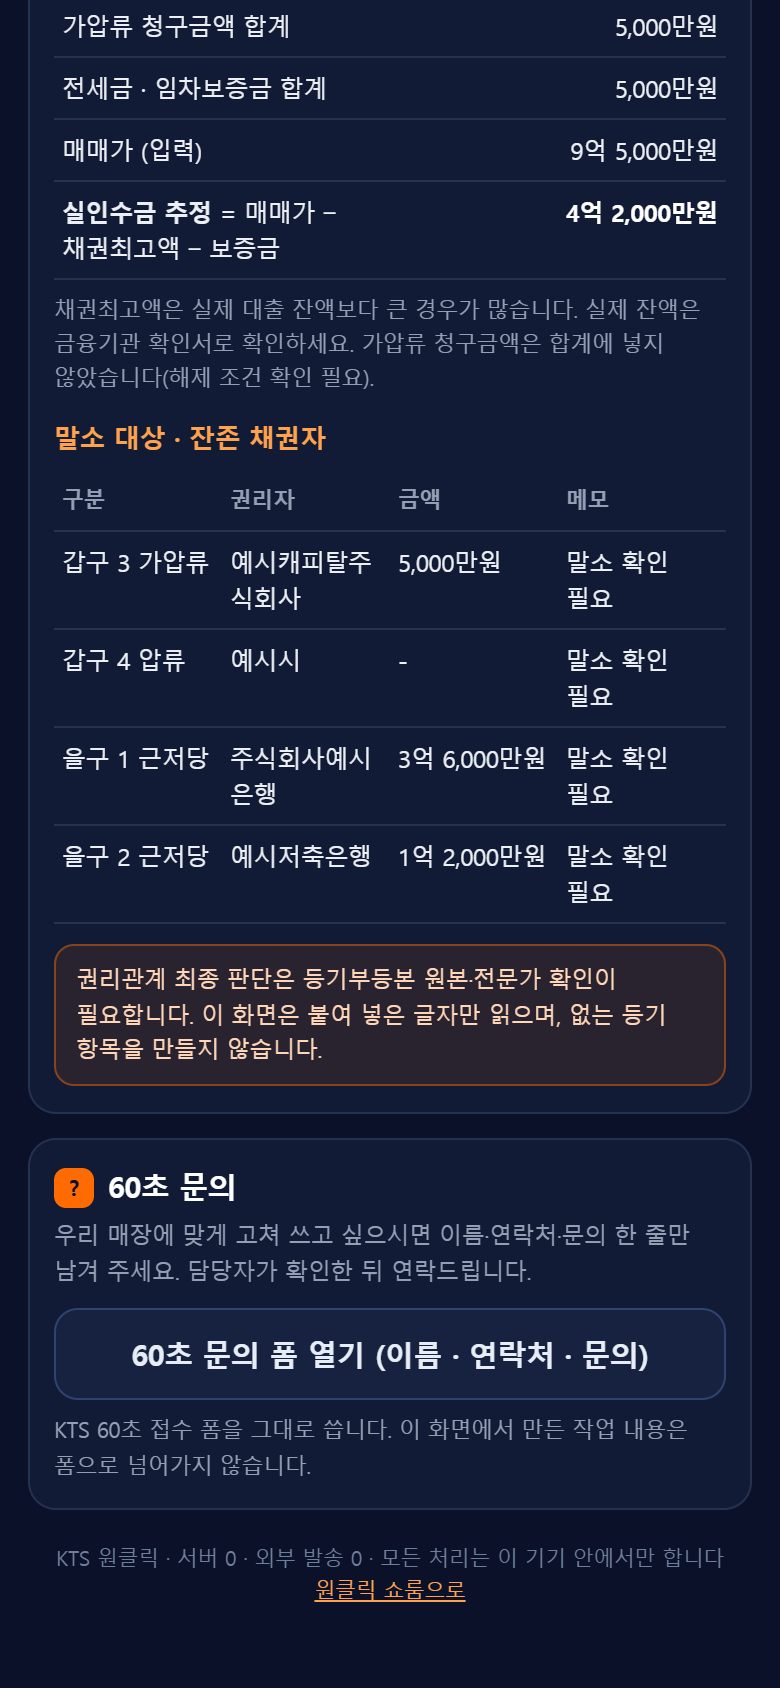 가압류 청구금액 합계 5,000만원
전세금 · 임차보증금 합계 5,000만원
매매가 (입력) 9억 5,000만원
실인수금 추정 = 매매가 − 4억 2,000만원
채권최고액 − 보증금
채권최고액은 실제 대출 잔액보다 큰 경우가 많습니다. 실제 잔액은
금융기관 확인서로 확인하세요. 가압류 청구금액은 합계에 넣지
않았습니다(해제 조건 확인 필요).
말소 대상 · 잔존 채권자
구분 권리자 금액 메모
갑구 3 가압류 예시캐피탈주 5,000만원 말소 확인
식회사 필요
갑구 4 압류 예시시 - 말소 확인
필요
을구 1 근저당 주식회사예시 3억 6,000만원 말소 확인
은행 필요
을구 2 근저당 예시저축은행 1억 2,000만원 말소 확인
필요
권리관계 최종 판단은 등기부등본 원본·전문가 확인이
필요합니다. 이 화면은 붙여 넣은 글자만 읽으며, 없는 등기
항목을 만들지 않습니다.
? 60초 문의
우리 매장에 맞게 고쳐 쓰고 싶으시면 이름·연락처·문의 한 줄만
남겨 주세요. 담당자가 확인한 뒤 연락드립니다.
60초 문의 폼 열기 (이름 · 연락처 · 문의)
KTS 60초 접수 폼을 그대로 씁니다. 이 화면에서 만든 작업 내용은
폼으로 넘어가지 않습니다.
KTS 원클릭 · 서버 0 · 외부 발송 0 · 모든 처리는 이 기기 안에서만 합니다
원클릭 쇼룸으로